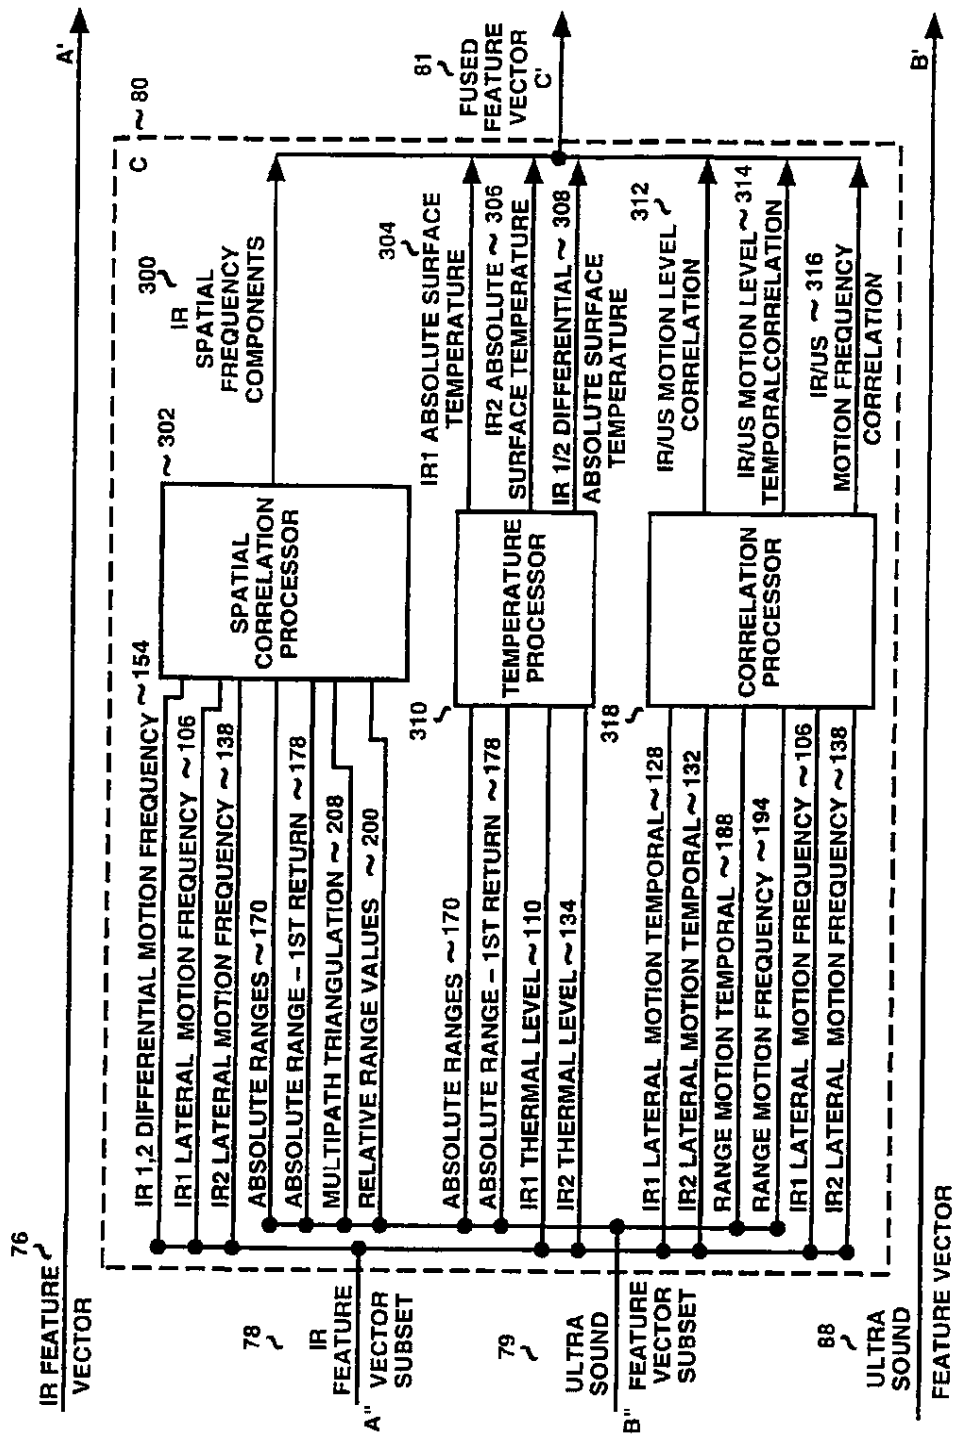 76
IR FEATURE
VECTOR
A'
C
80
78
IR
FEATURE
VECTOR
SUBSET
A"
79
ULTRA
SOUND
FEATURE
VECTOR
SUBSET
B"
88
ULTRA
SOUND
FEATURE VECTOR
B'
IR 1,2 DIFFERENTIAL MOTION FREQUENCY ~ 154
IR1 LATERAL MOTION FREQUENCY ~ 106
IR2 LATERAL MOTION FREQUENCY ~ 138
ABSOLUTE RANGES ~ 170
ABSOLUTE RANGE – 1ST RETURN ~ 178
MULTIPATH TRIANGULATION ~ 208
RELATIVE RANGE VALUES ~ 200
302
SPATIAL
CORRELATION
PROCESSOR
300
IR
SPATIAL
FREQUENCY
COMPONENTS
ABSOLUTE RANGES ~ 170
ABSOLUTE RANGE – 1ST RETURN ~ 178
IR1 THERMAL LEVEL ~ 110
IR2 THERMAL LEVEL ~ 134
310
TEMPERATURE
PROCESSOR
304
IR1 ABSOLUTE SURFACE
TEMPERATURE
IR2 ABSOLUTE ~ 306
SURFACE TEMPERATURE
IR 1/2 DIFFERENTIAL ~ 308
ABSOLUTE SURFACE
TEMPERATURE
IR1 LATERAL MOTION TEMPORAL ~ 128
IR2 LATERAL MOTION TEMPORAL ~ 132
RANGE MOTION TEMPORAL ~ 188
RANGE MOTION FREQUENCY ~ 194
IR1 LATERAL MOTION FREQUENCY ~ 106
IR2 LATERAL MOTION FREQUENCY ~ 138
318
CORRELATION
PROCESSOR
312
IR/US MOTION LEVEL
CORRELATION
IR/US MOTION LEVEL ~ 314
TEMPORALCORRELATION
IR/US ~ 316
MOTION FREQUENCY
CORRELATION
81
FUSED
FEATURE
VECTOR
C'